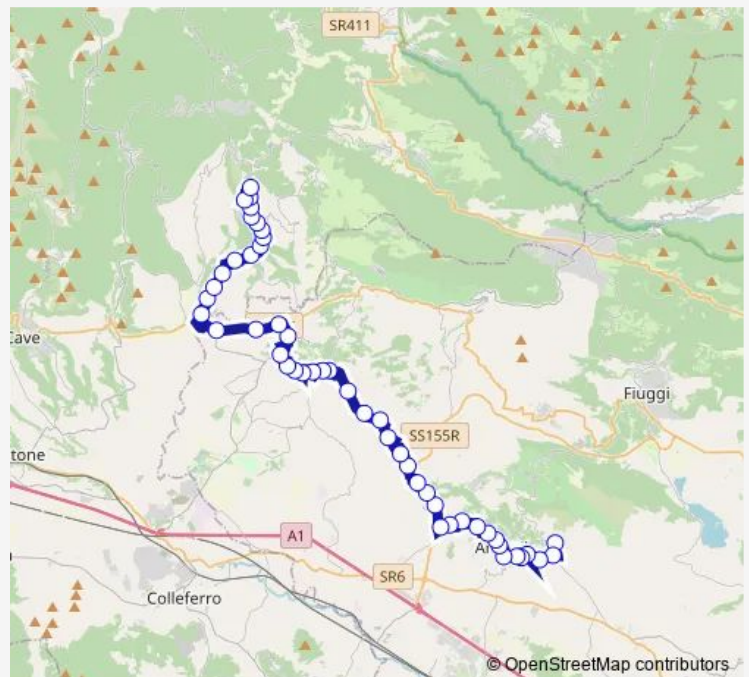 SR411
Cave
Fiuggi
SS155R
tone
A1
SR6
Colleferro
© OpenStreetMap contributors